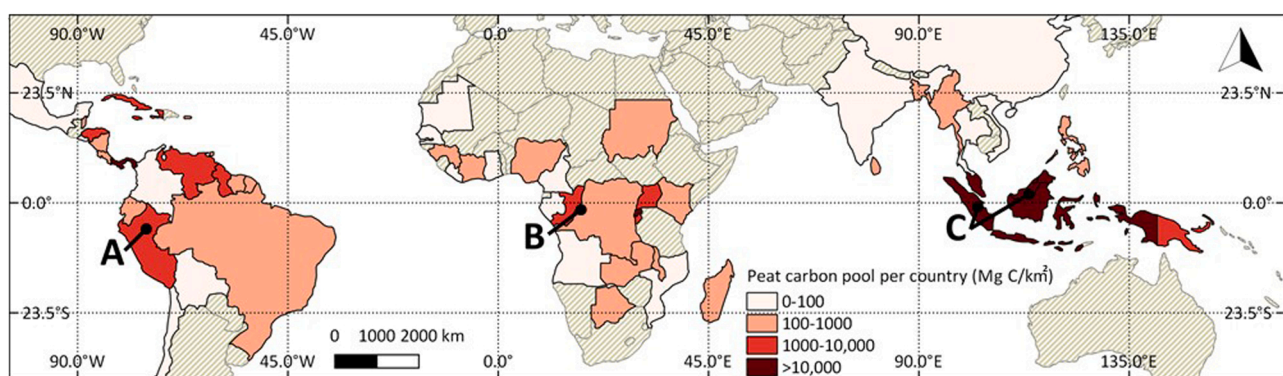 90.0°W 45.0°W 0.0° 45.0°E 90.0°E 135.0°E
23.5°N 23.5°N
0.0° 0.0°
A B C
Peat carbon pool per country (Mg C/km²)
0-100
100-1000
1000-10,000
>10,000
23.5°S 23.5°S
0 1000 2000 km
90.0°W 45.0°W 0.0° 45.0°E 90.0°E 135.0°E